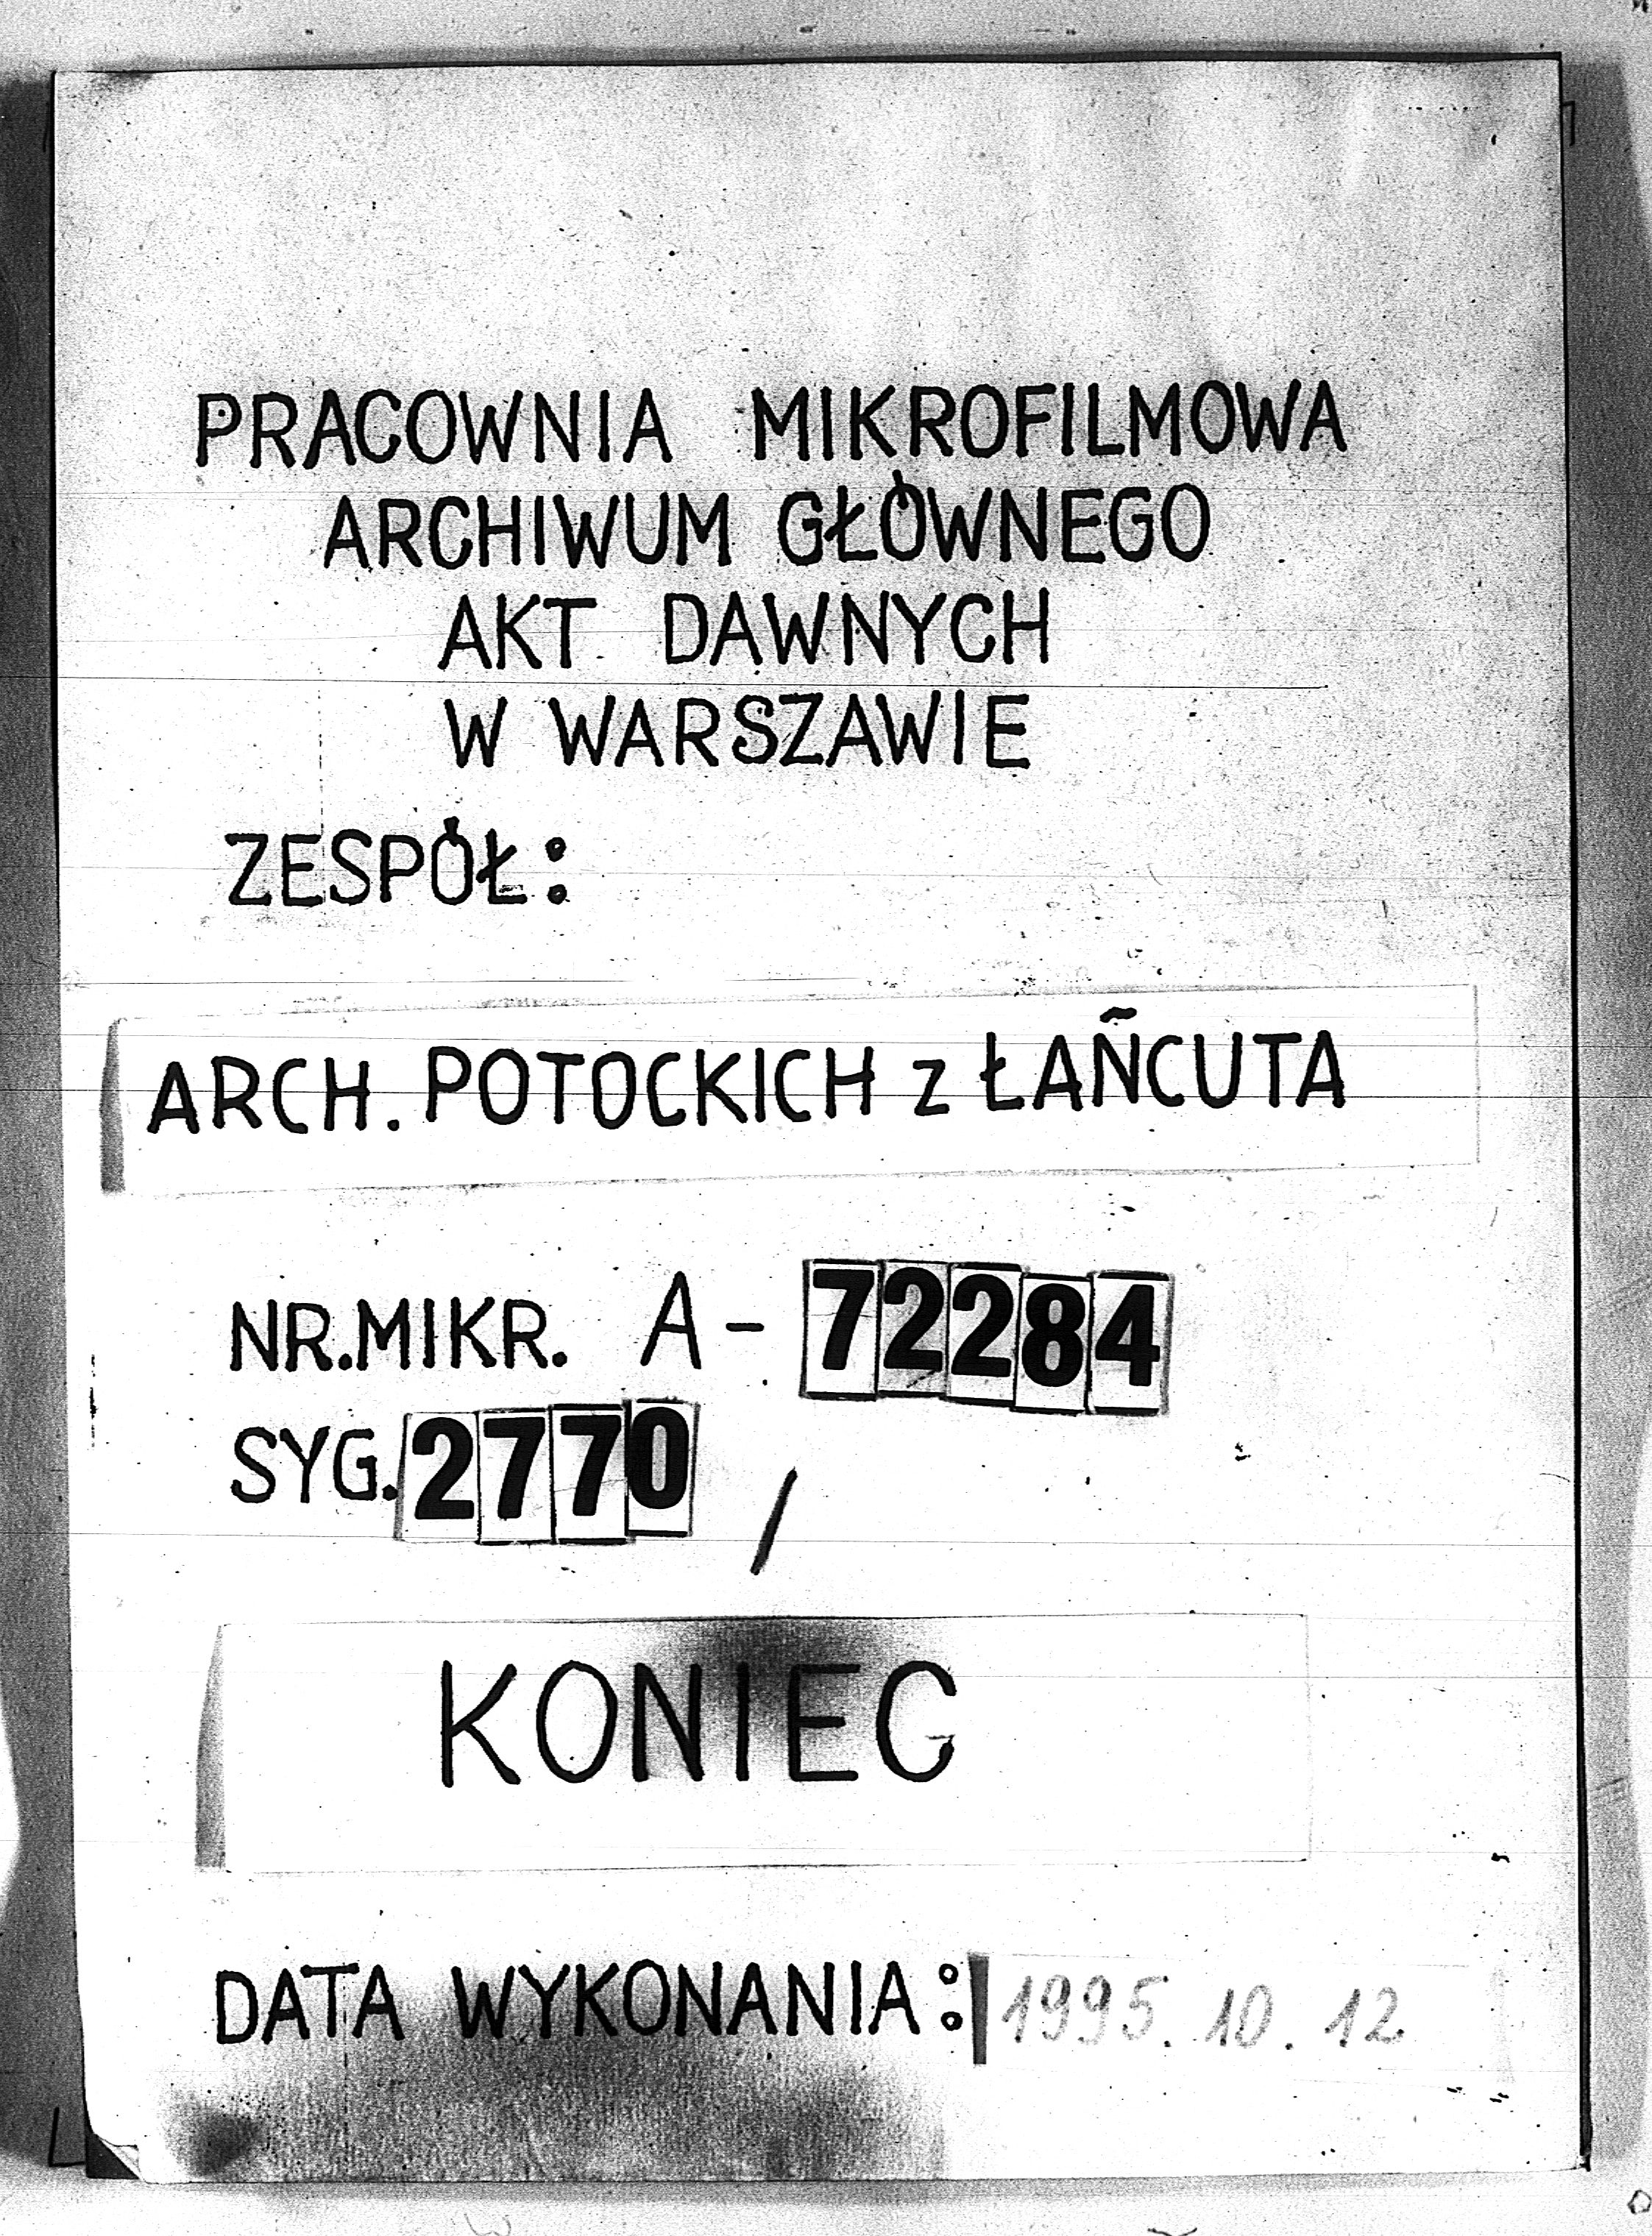 PRACOWNIA MIKROFILMOWA
ARCHIWUM GŁÓWNEGO
AKT DAWNYCH
W WARSZAWIE
ZESPÓŁ:
ARCH. POTOCKICH z ŁAŃCUTA
NR.MIKR. A-72284
SYG. 2770 /
KONIEC
DATA WYKONANIA: 1995.10.12